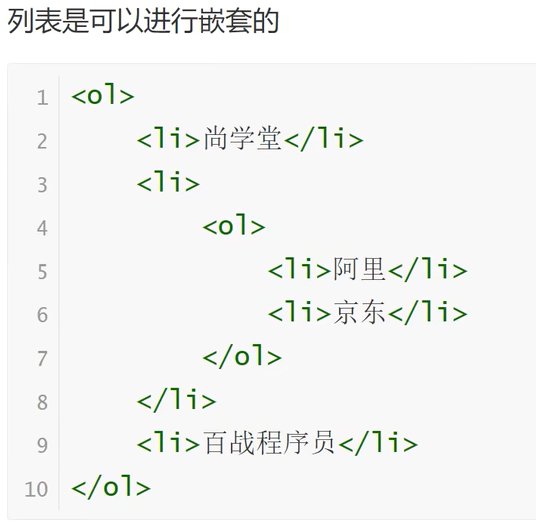 列表是可以进行嵌套的
1 <ol>
2     <li>尚学堂</li>
3     <li>
4         <ol>
5             <li>阿里</li>
6             <li>京东</li>
7         </ol>
8     </li>
9     <li>百战程序员</li>
10 </ol>